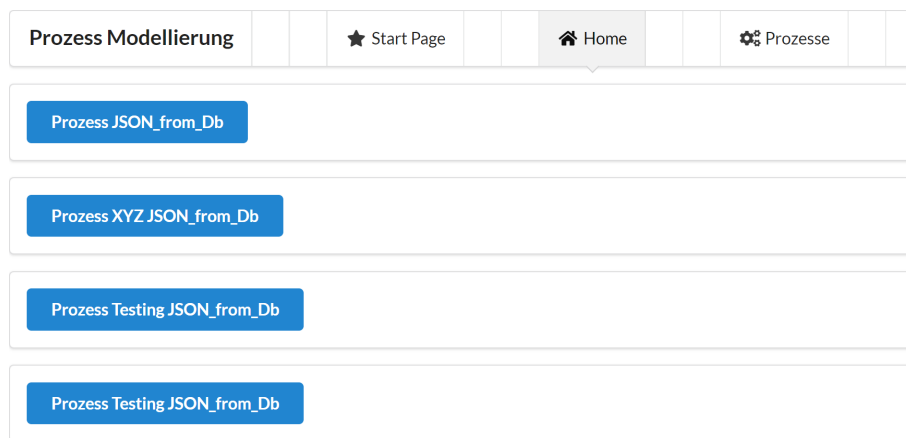 Prozess Modellierung Start Page Home Prozesse
Prozess JSON_from_Db
Prozess XYZ JSON_from_Db
Prozess Testing JSON_from_Db
Prozess Testing JSON_from_Db